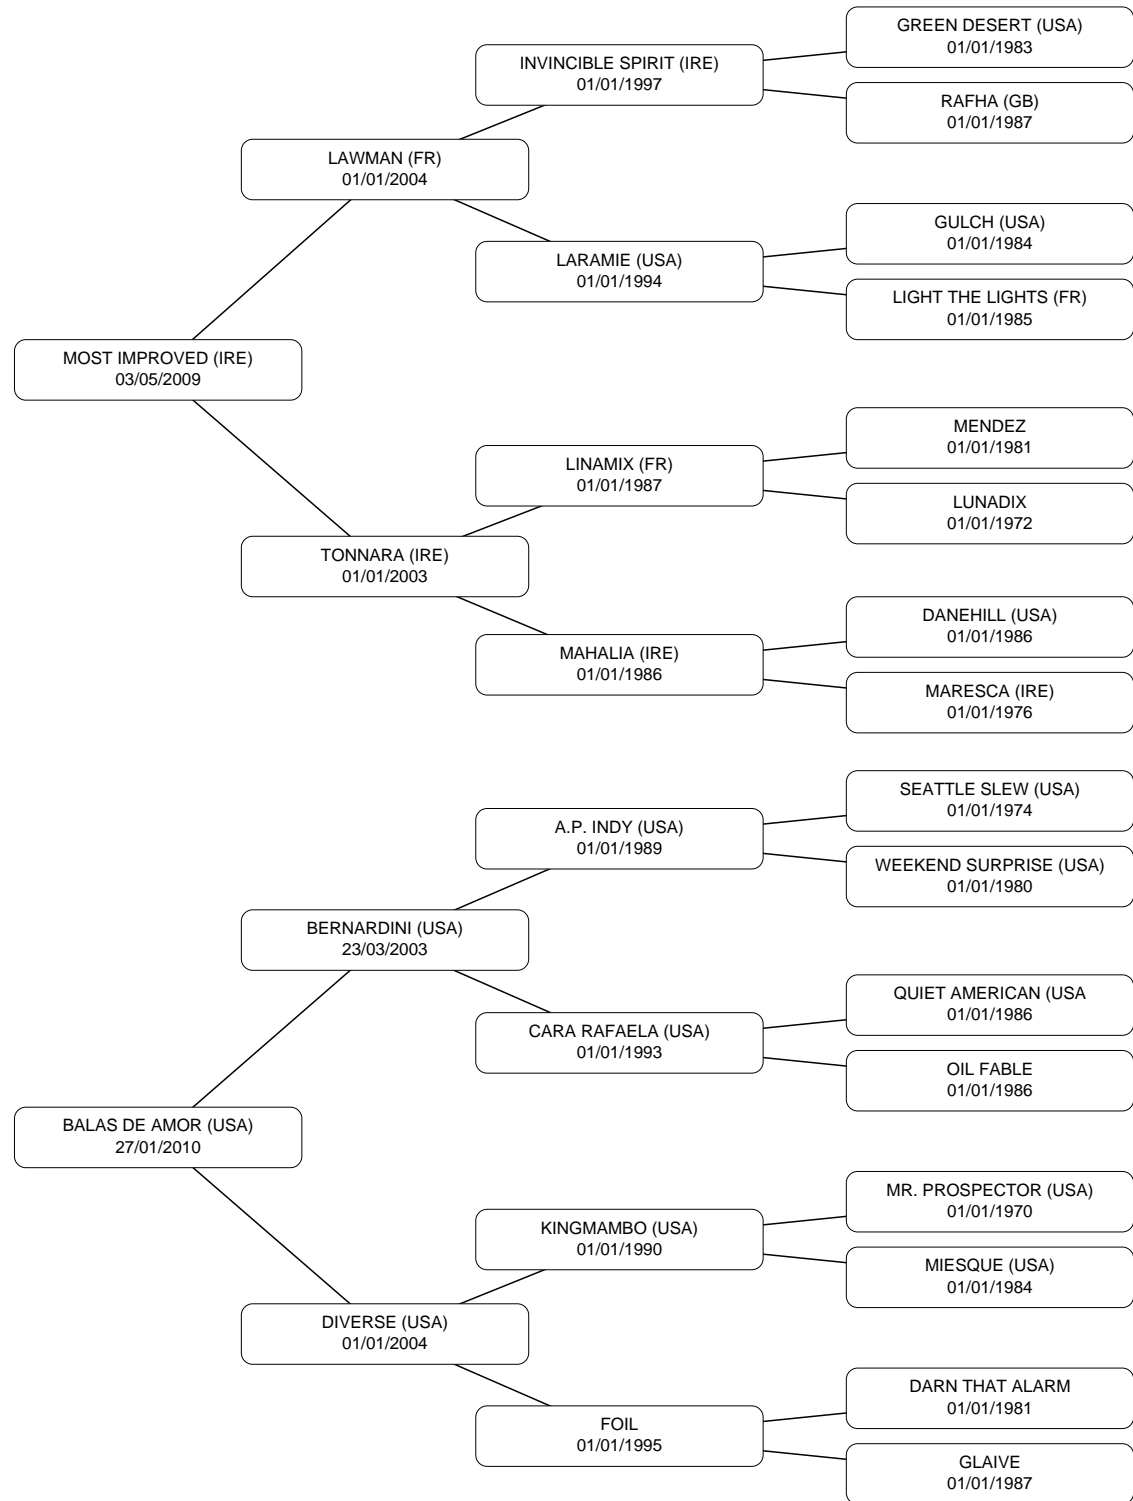 GREEN DESERT (USA)
01/01/1983
INVINCIBLE SPIRIT (IRE)
01/01/1997
RAFHA (GB)
01/01/1987
LAWMAN (FR)
01/01/2004
GULCH (USA)
01/01/1984
LARAMIE (USA)
01/01/1994
LIGHT THE LIGHTS (FR)
01/01/1985
MOST IMPROVED (IRE)
03/05/2009
MENDEZ
01/01/1981
LINAMIX (FR)
01/01/1987
LUNADIX
01/01/1972
TONNARA (IRE)
01/01/2003
DANEHILL (USA)
01/01/1986
MAHALIA (IRE)
01/01/1986
MARESCA (IRE)
01/01/1976
SEATTLE SLEW (USA)
01/01/1974
A.P. INDY (USA)
01/01/1989
WEEKEND SURPRISE (USA)
01/01/1980
BERNARDINI (USA)
23/03/2003
QUIET AMERICAN (USA
01/01/1986
CARA RAFAELA (USA)
01/01/1993
OIL FABLE
01/01/1986
BALAS DE AMOR (USA)
27/01/2010
MR. PROSPECTOR (USA)
01/01/1970
KINGMAMBO (USA)
01/01/1990
MIESQUE (USA)
01/01/1984
DIVERSE (USA)
01/01/2004
DARN THAT ALARM
01/01/1981
FOIL
01/01/1995
GLAIVE
01/01/1987